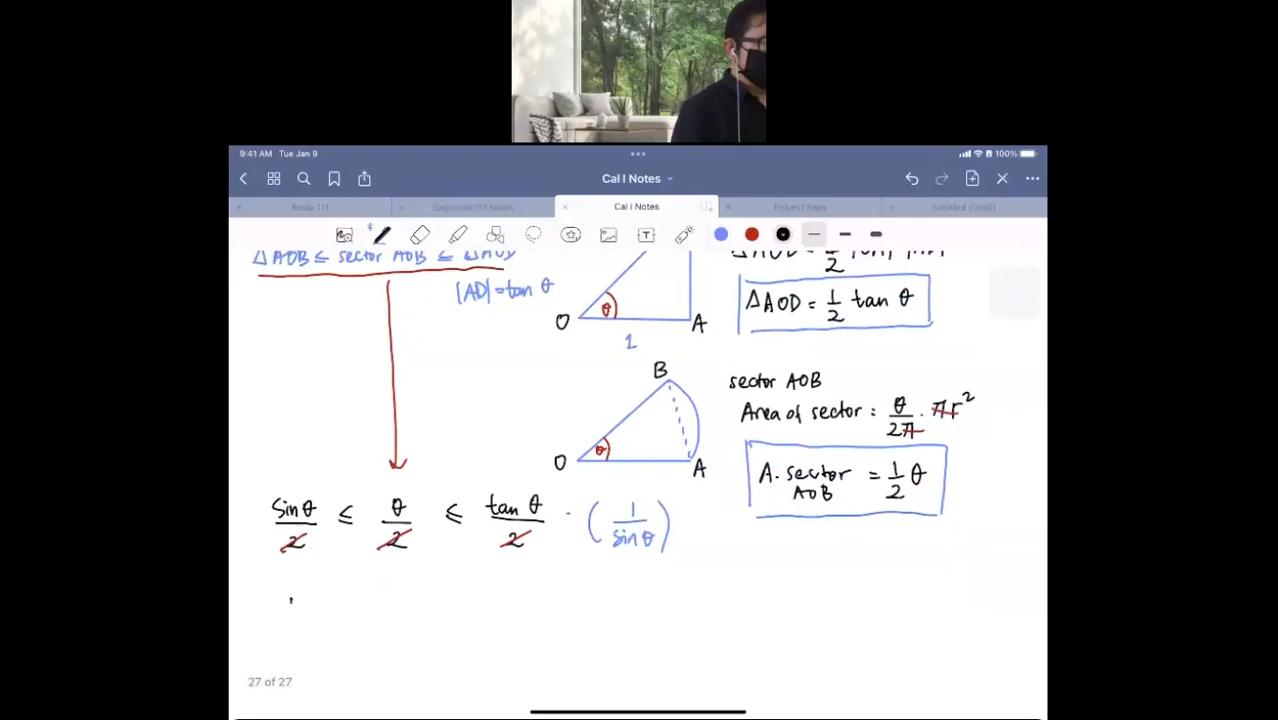 9:41 AM Tue Jan 9
100%
Cal I Notes
Cal I Notes
Polym Chem
△AOB ≤ sector AOB ≤ △AOD
|AD| = tan θ
△AOD = 1/2 tan θ
θ
O
A
1
B
θ
O
A
sector AOB
Area of sector = θ/2π · πr²
A. sector AOB = 1/2 θ
sin θ/2 ≤ θ/2 ≤ tan θ/2 · (1/sin θ)
27 of 27